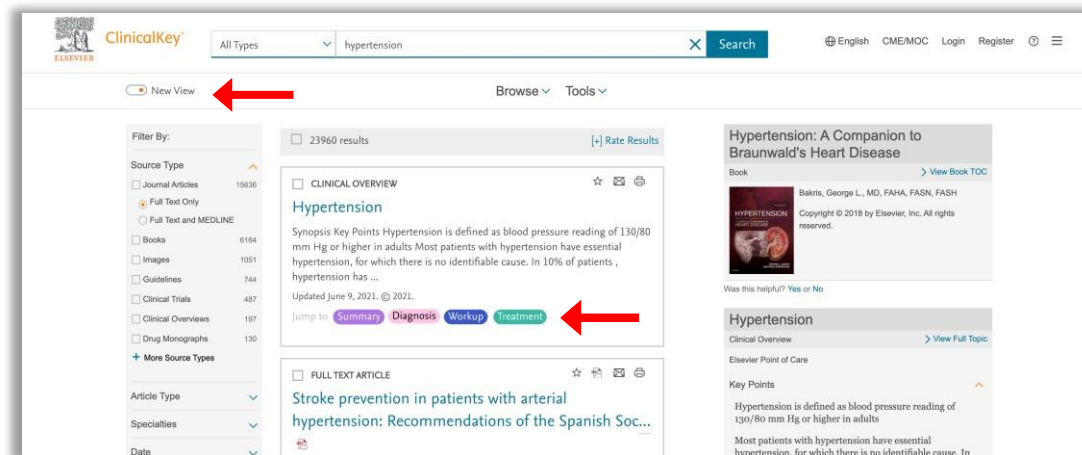 ELSEVIER
ClinicalKey®
All Types
hypertension
Search
English CME/MOC Login Register
New View
Browse Tools
Filter By:
Source Type
Journal Articles 15636
Full Text Only
Full Text and MEDLINE
Books 6164
Images 1051
Guidelines 744
Clinical Trials 487
Clinical Overviews 197
Drug Monographs 130
+ More Source Types
Article Type
Specialties
Date
23960 results [+] Rate Results
CLINICAL OVERVIEW
Hypertension
Synopsis Key Points Hypertension is defined as blood pressure reading of 130/80
mm Hg or higher in adults Most patients with hypertension have essential
hypertension, for which there is no identifiable cause. In 10% of patients ,
hypertension has ...
Updated June 9, 2021. © 2021.
Jump to Summary Diagnosis Workup Treatment
FULL TEXT ARTICLE
Stroke prevention in patients with arterial
hypertension: Recommendations of the Spanish Soc...
Hypertension: A Companion to
Braunwald's Heart Disease
Book View Book TOC
HYPERTENSION
Bakris, George L., MD, FAHA, FASN, FASH
Copyright © 2018 by Elsevier, Inc. All rights
reserved.
Was this helpful? Yes or No
Hypertension
Clinical Overview View Full Topic
Elsevier Point of Care
Key Points
Hypertension is defined as blood pressure reading of
130/80 mm Hg or higher in adults
Most patients with hypertension have essential
hypertension, for which there is no identifiable cause. In